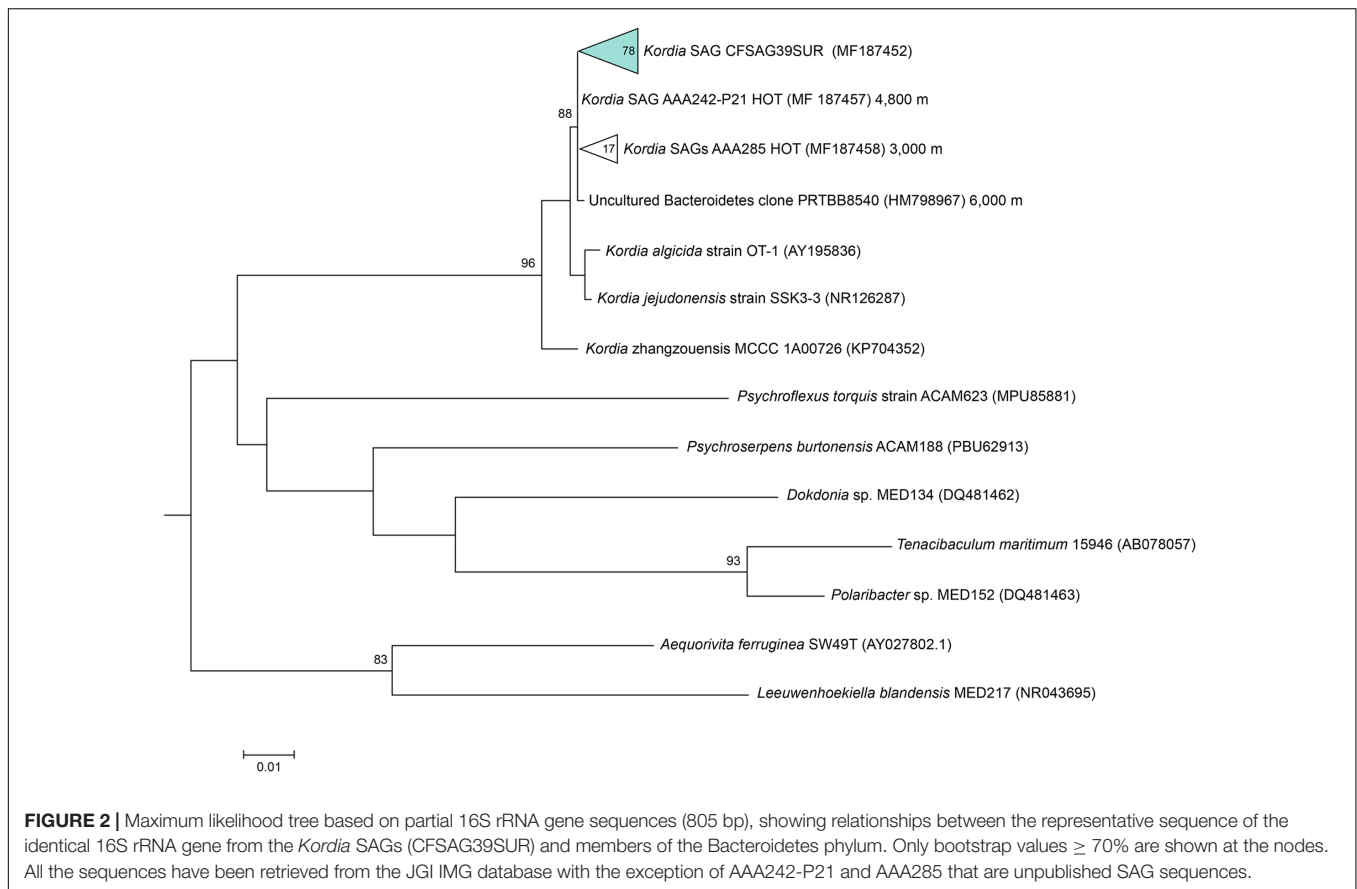 78 Kordia SAG CFSAG39SUR (MF187452)
Kordia SAG AAA242-P21 HOT (MF 187457) 4,800 m
88
17 Kordia SAGs AAA285 HOT (MF187458) 3,000 m
Uncultured Bacteroidetes clone PRTBB8540 (HM798967) 6,000 m
Kordia algicida strain OT-1 (AY195836)
96
Kordia jejudonensis strain SSK3-3 (NR126287)
Kordia zhangzouensis MCCC 1A00726 (KP704352)
Psychroflexus torquis strain ACAM623 (MPU85881)
Psychroserpens burtonensis ACAM188 (PBU62913)
Dokdonia sp. MED134 (DQ481462)
Tenacibaculum maritimum 15946 (AB078057)
93
Polaribacter sp. MED152 (DQ481463)
Aequorivita ferruginea SW49T (AY027802.1)
83
Leeuwenhoekiella blandensis MED217 (NR043695)
0.01
FIGURE 2 | Maximum likelihood tree based on partial 16S rRNA gene sequences (805 bp), showing relationships between the representative sequence of the
identical 16S rRNA gene from the Kordia SAGs (CFSAG39SUR) and members of the Bacteroidetes phylum. Only bootstrap values ≥ 70% are shown at the nodes.
All the sequences have been retrieved from the JGI IMG database with the exception of AAA242-P21 and AAA285 that are unpublished SAG sequences.